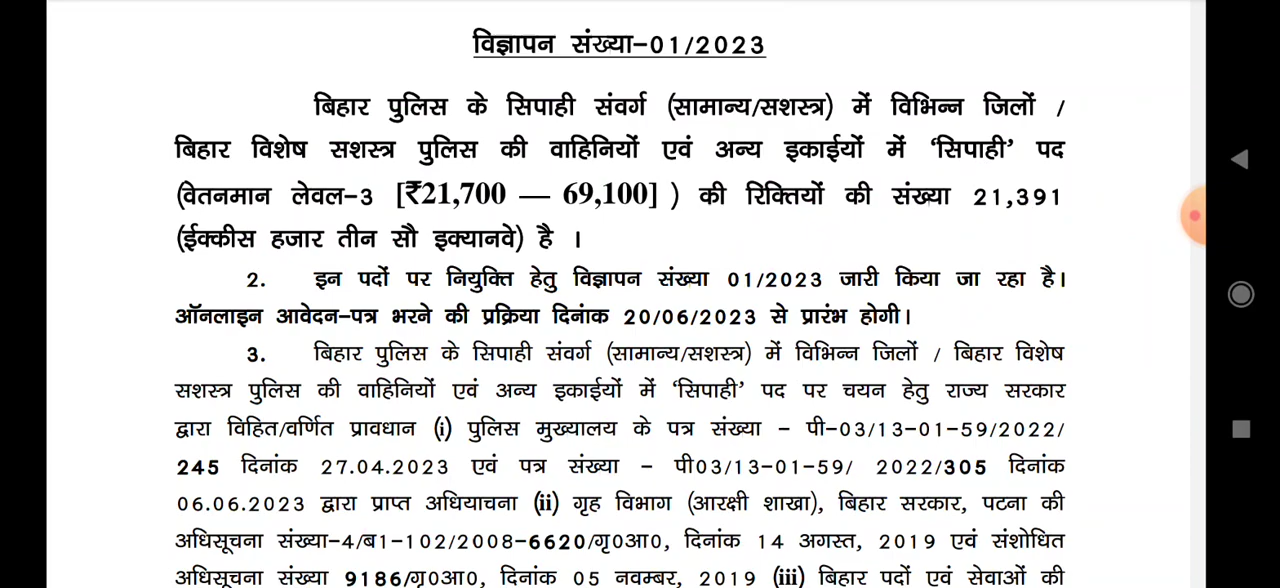 विज्ञापन संख्या–01/2023
बिहार पुलिस के सिपाही संवर्ग (सामान्य/सशस्त्र) में विभिन्न जिलों /
बिहार विशेष सशस्त्र पुलिस की वाहिनियों एवं अन्य इकाईयों में ‘सिपाही’ पद
(वेतनमान लेवल–3 [₹21,700 — 69,100] ) की रिक्तियों की संख्या 21,391
(ईक्कीस हजार तीन सौ इक्यानवे) है ।
2. इन पदों पर नियुक्ति हेतु विज्ञापन संख्या 01/2023 जारी किया जा रहा है।
ऑनलाइन आवेदन–पत्र भरने की प्रक्रिया दिनांक 20/06/2023 से प्रारंभ होगी।
3. बिहार पुलिस के सिपाही संवर्ग (सामान्य/सशस्त्र) में विभिन्न जिलों / बिहार विशेष
सशस्त्र पुलिस की वाहिनियों एवं अन्य इकाईयों में ‘सिपाही’ पद पर चयन हेतु राज्य सरकार
द्वारा विहित/वर्णित प्रावधान (i) पुलिस मुख्यालय के पत्र संख्या – पी–03/13–01–59/2022/
245 दिनांक 27.04.2023 एवं पत्र संख्या – पी03/13–01–59/ 2022/305 दिनांक
06.06.2023 द्वारा प्राप्त अधियाचना (ii) गृह विभाग (आरक्षी शाखा), बिहार सरकार, पटना की
अधिसूचना संख्या–4/ब1–102/2008–6620/गृ0आ0, दिनांक 14 अगस्त, 2019 एवं संशोधित
अधिसूचना संख्या 9186/गृ0आ0, दिनांक 05 नवम्बर, 2019 (iii) बिहार पदों एवं सेवाओं की